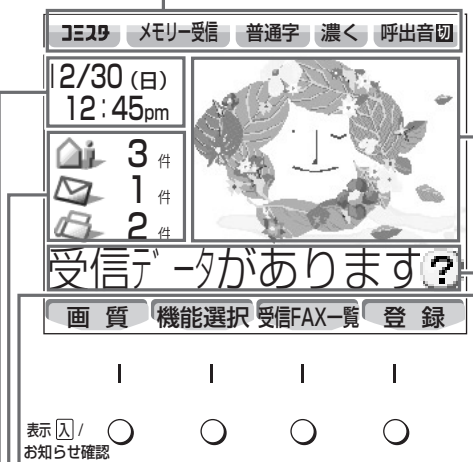 コミスタ メモリー受信 普通字 濃く 呼出音切
12/30(日)
12:45pm
3件
1件
2件
受信データがあります?
画質 機能選択 受信FAX一覧 登録
表示入/
お知らせ確認